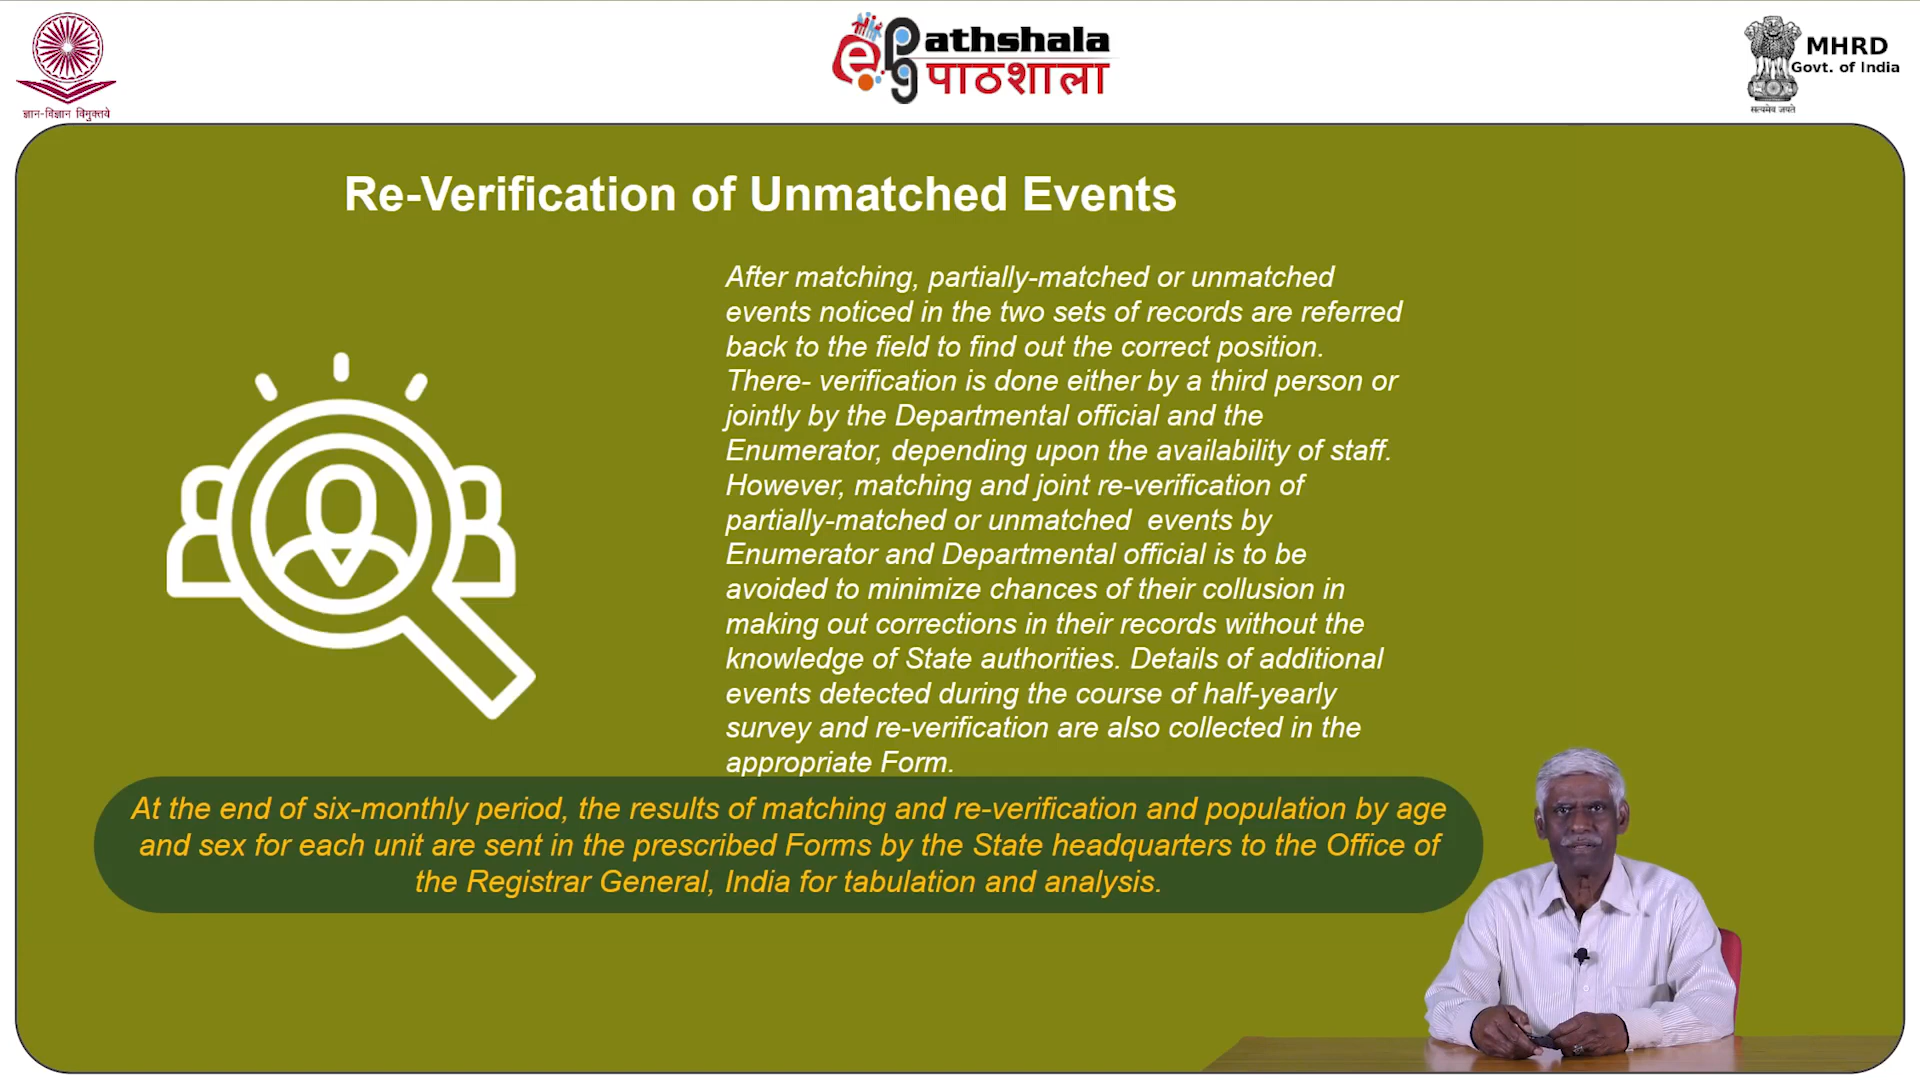 ज्ञान-विज्ञान विमुक्तये
ePGathshala
पाठशाला
MHRD
Govt. of India
सत्यमेव जयते
Re-Verification of Unmatched Events
After matching, partially-matched or unmatched
events noticed in the two sets of records are referred
back to the field to find out the correct position.
There- verification is done either by a third person or
jointly by the Departmental official and the
Enumerator, depending upon the availability of staff.
However, matching and joint re-verification of
partially-matched or unmatched  events by
Enumerator and Departmental official is to be
avoided to minimize chances of their collusion in
making out corrections in their records without the
knowledge of State authorities. Details of additional
events detected during the course of half-yearly
survey and re-verification are also collected in the
appropriate Form.
At the end of six-monthly period, the results of matching and re-verification and population by age
and sex for each unit are sent in the prescribed Forms by the State headquarters to the Office of
the Registrar General, India for tabulation and analysis.